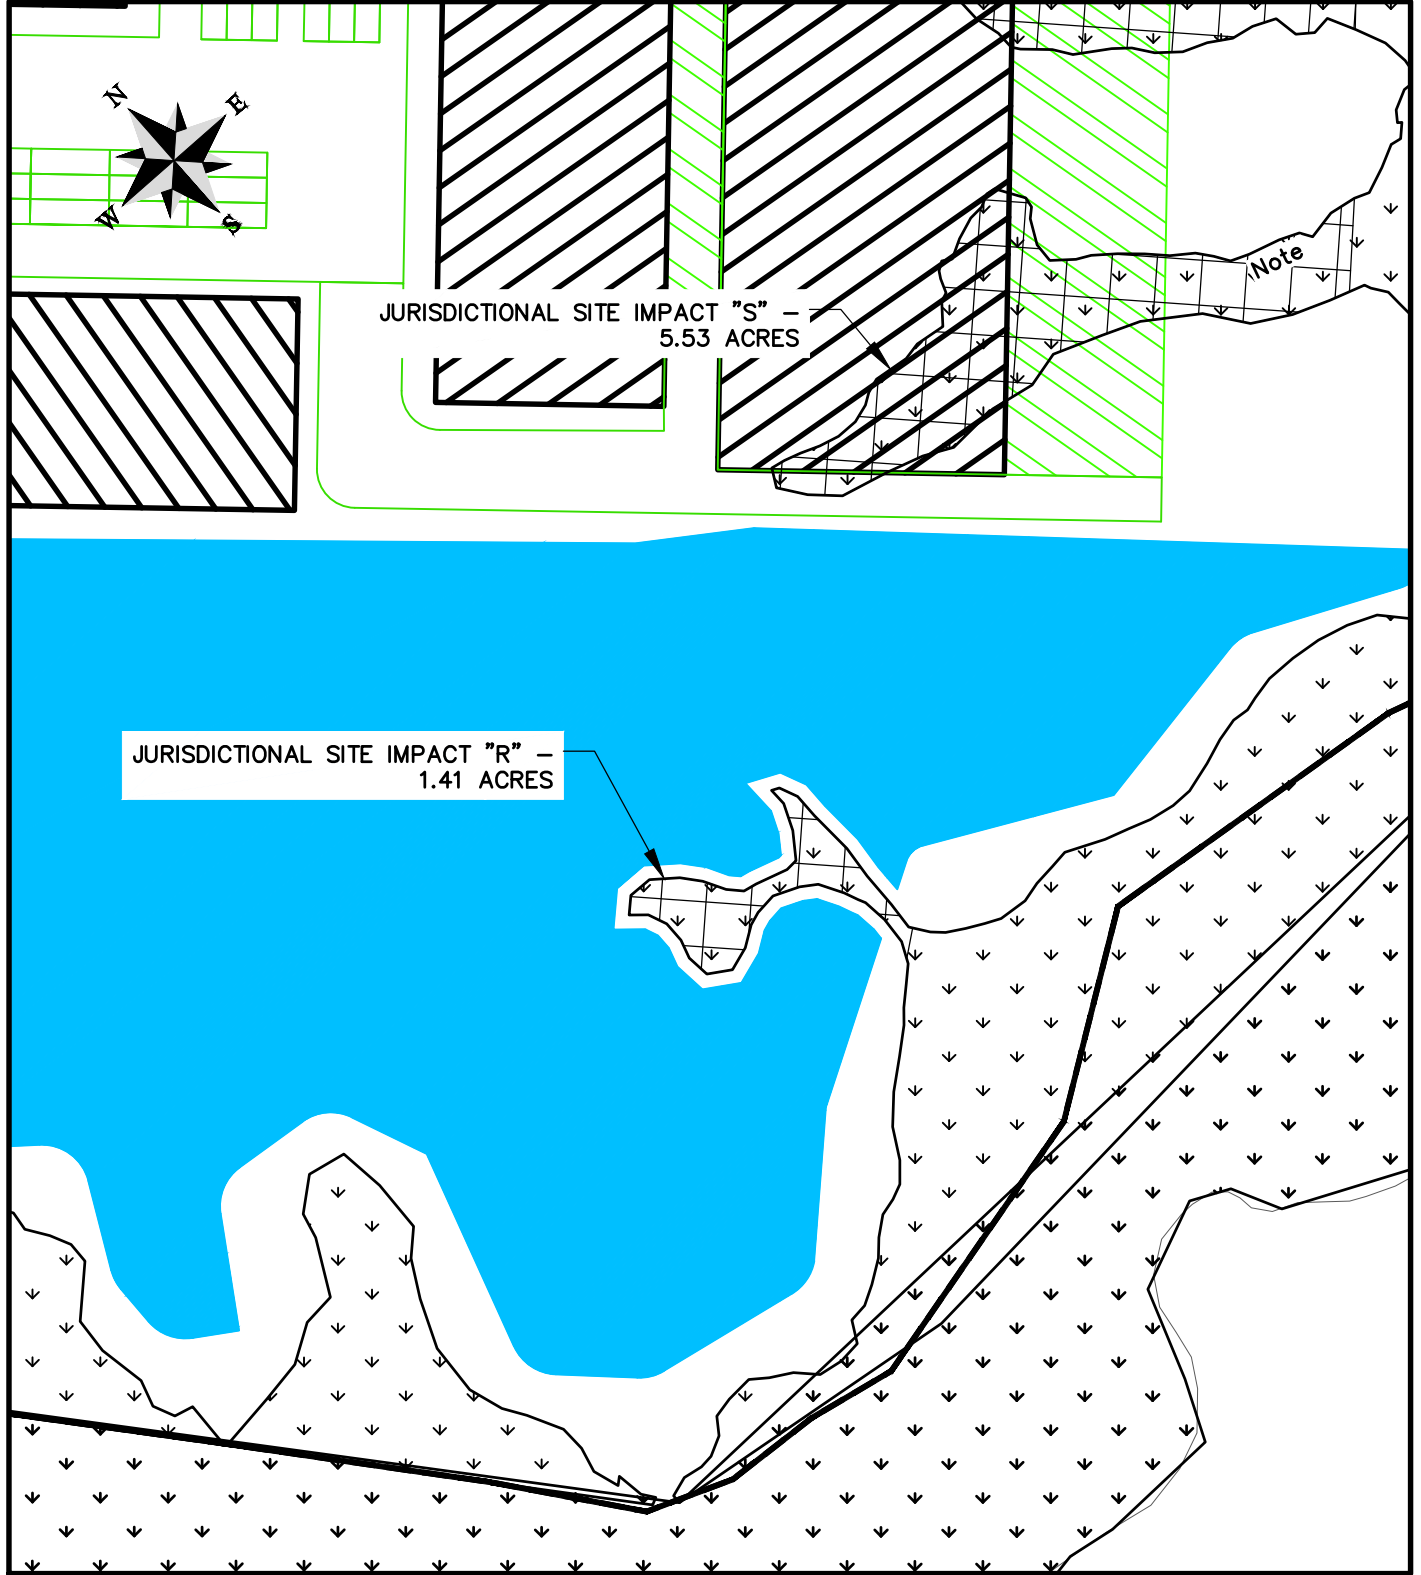 N
E
W
S
JURISDICTIONAL SITE IMPACT "S" –
5.53 ACRES
Note
JURISDICTIONAL SITE IMPACT "R" –
1.41 ACRES